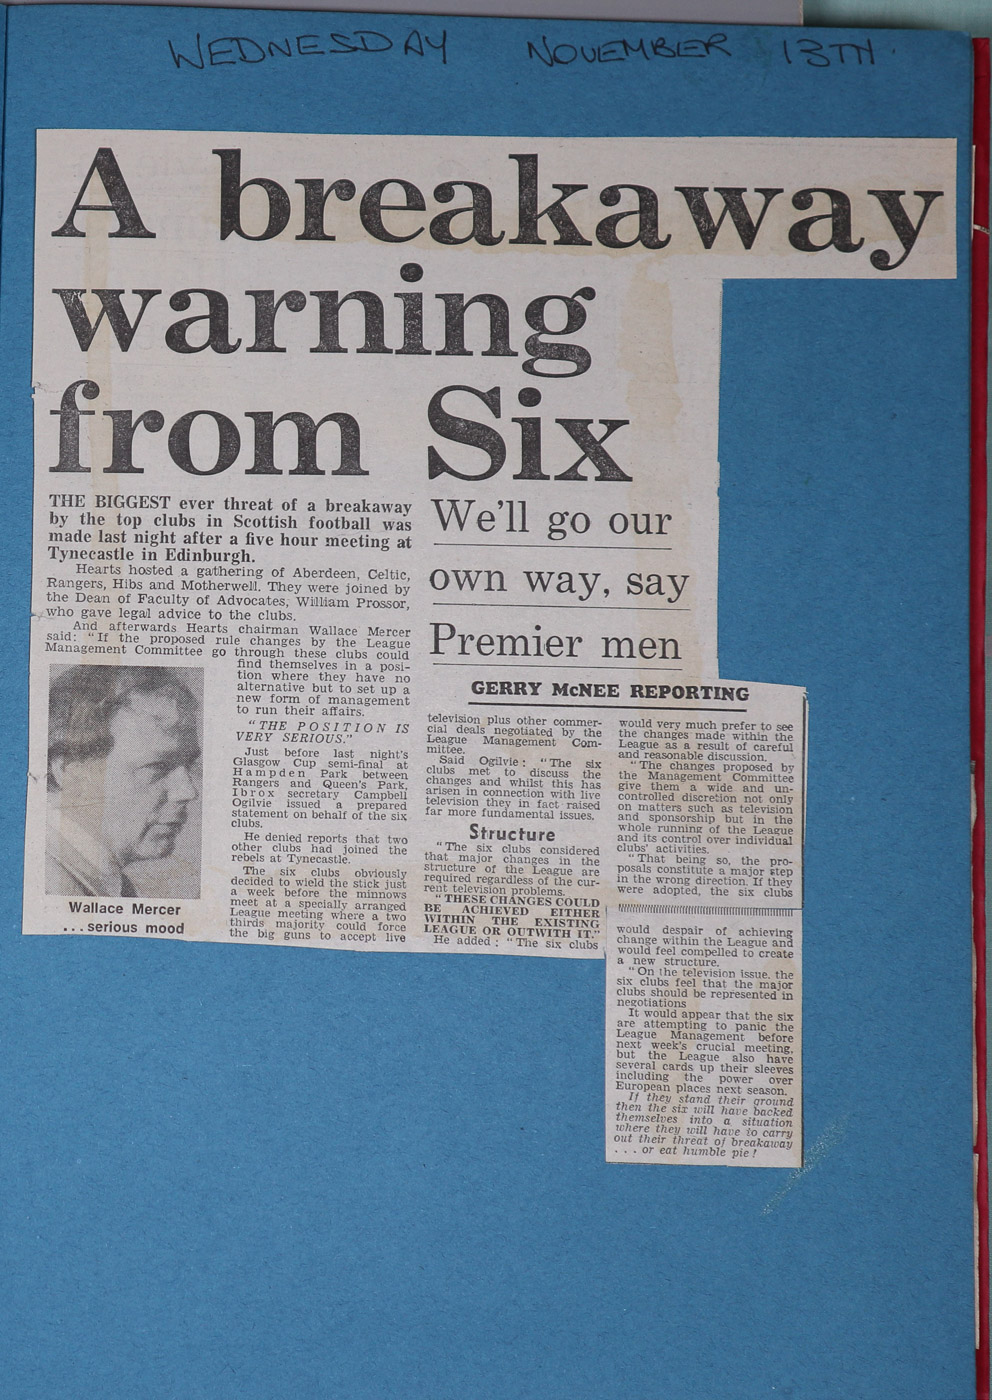 WEDNESDAY NOVEMBER 13TH.
A breakaway
warning
from Six
THE BIGGEST ever threat of a breakaway
by the top clubs in Scottish football was
made last night after a five hour meeting at
Tynecastle in Edinburgh.
Hearts hosted a gathering of Aberdeen, Celtic,
Rangers, Hibs and Motherwell. They were joined by
the Dean of Faculty of Advocates, William Prossor,
who gave legal advice to the clubs.
And afterwards Hearts chairman Wallace Mercer
said: "If the proposed rule changes by the League
Management Committee go through these clubs could
find themselves in a posi-
tion where they have no
alternative but to set up a
new form of management
to run their affairs.
"THE POSITION IS
VERY SERIOUS."
Just before last night's
Glasgow Cup semi-final at
Hampden Park between
Rangers and Queen's Park,
Ibrox secretary Campbell
Ogilvie issued a prepared
statement on behalf of the six
clubs.
He denied reports that two
other clubs had joined the
rebels at Tynecastle.
The six clubs obviously
decided to wield the stick just
a week before the minnows
meet at a specially arranged
League meeting where a two
thirds majority could force
the big guns to accept live
Wallace Mercer
...serious mood
We'll go our
own way, say
Premier men
GERRY McNEE REPORTING
television plus other commer-
cial deals negotiated by the
League Management Com-
mittee.
Said Ogilvie: "The six
clubs met to discuss the
changes and whilst this has
arisen in connection with live
television they in fact raised
far more fundamental issues.
Structure
"The six clubs considered
that major changes in the
structure of the League are
required regardless of the cur-
rent television problems.
"THESE CHANGES COULD
BE ACHIEVED EITHER
WITHIN THE EXISTING
LEAGUE OR OUTWITH IT."
He added: "The six clubs
would very much prefer to see
the changes made within the
League as a result of careful
and reasonable discussion.
"The changes proposed by
the Management Committee
give them a wide and un-
controlled discretion not only
on matters such as television
and sponsorship but in the
whole running of the League
and its control over individual
clubs' activities.
"That being so, the pro-
posals constitute a major step
in the wrong direction. If they
were adopted, the six clubs
would despair of achieving
change within the League and
would feel compelled to create
a new structure.
"On the television issue, the
six clubs feel that the major
clubs should be represented in
negotiations
It would appear that the six
are attempting to panic the
League Management before
next week's crucial meeting,
but the League also have
several cards up their sleeves
including the power over
European places next season.
If they stand their ground
then the six will have backed
themselves into a situation
where they will have to carry
out their threat of breakaway
. . . or eat humble pie!